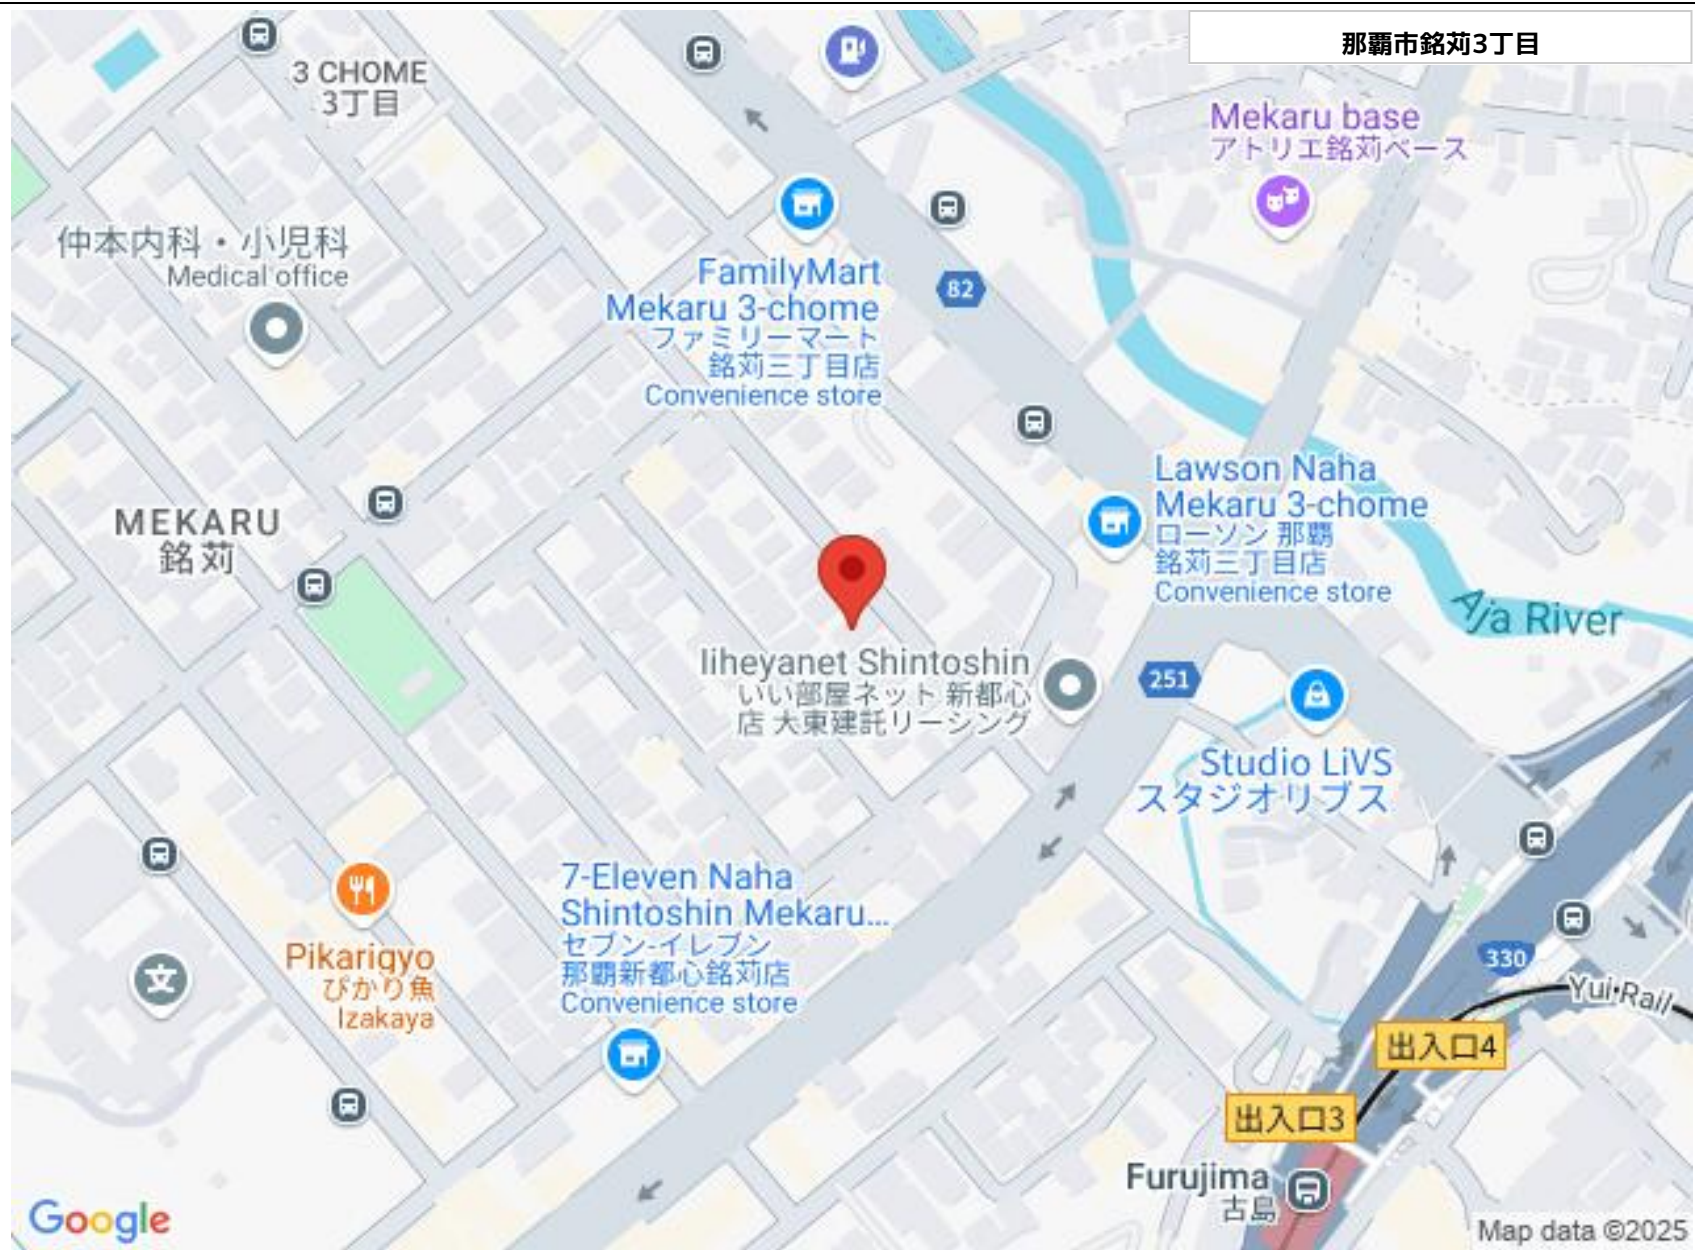 那覇市銘苅3丁目
3 CHOME
3丁目
Mekaru base
アトリエ銘苅ベース
仲本内科・小児科
Medical office
FamilyMart
Mekaru 3-chome
ファミリーマート
銘苅三丁目店
Convenience store
82
Lawson Naha
Mekaru 3-chome
ローソン 那覇
銘苅三丁目店
Convenience store
MEKARU
銘苅
Aja River
Iiheyanet Shintoshin
いい部屋ネット 新都心
店 大東建託リーシング
251
Studio LiVS
スタジオリブス
7-Eleven Naha
Shintoshin Mekaru...
セブン-イレブン
那覇新都心銘苅店
Convenience store
文
Pikarigyo
ぴかり魚
Izakaya
330
Yui Rail
出入口4
出入口3
Furujima
古島
Google
Map data ©2025